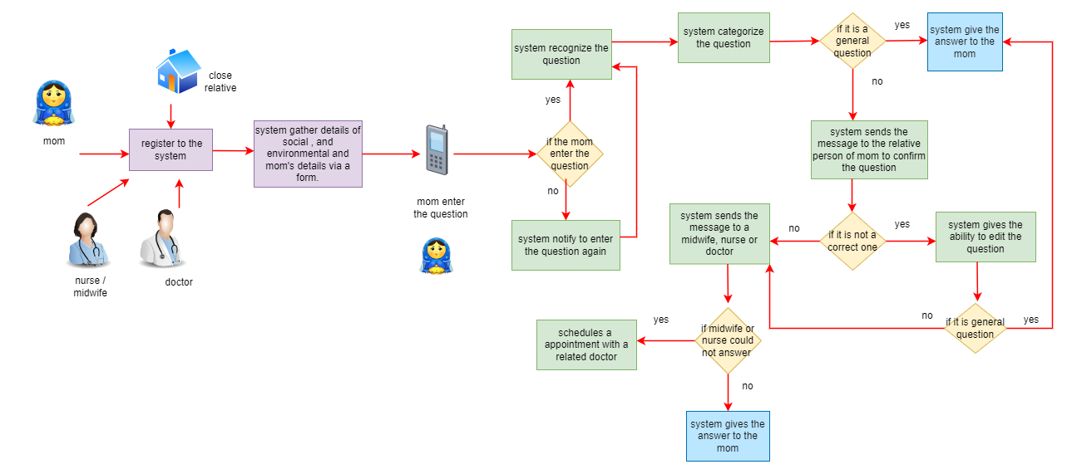 mom
close
relative
register to the
system
nurse /
midwife
doctor
system gather details of
social , and
environmental and
mom's details via a
form.
mom enter
the question
if the mom
enter the
question
yes
no
system recognize the
question
system notify to enter
the question again
system categorize
the question
if it is a
general
question
yes
system give the
answer to the
mom
no
system sends the
message to the relative
person of mom to confirm
the question
if it is not a
correct one
yes
system gives the
ability to edit the
question
no
system sends the
message to a
midwife, nurse or
doctor
if it is general
question
no
yes
if midwife or
nurse could
not answer
yes
schedules a
appointment with a
related doctor
no
system gives the
answer to the
mom